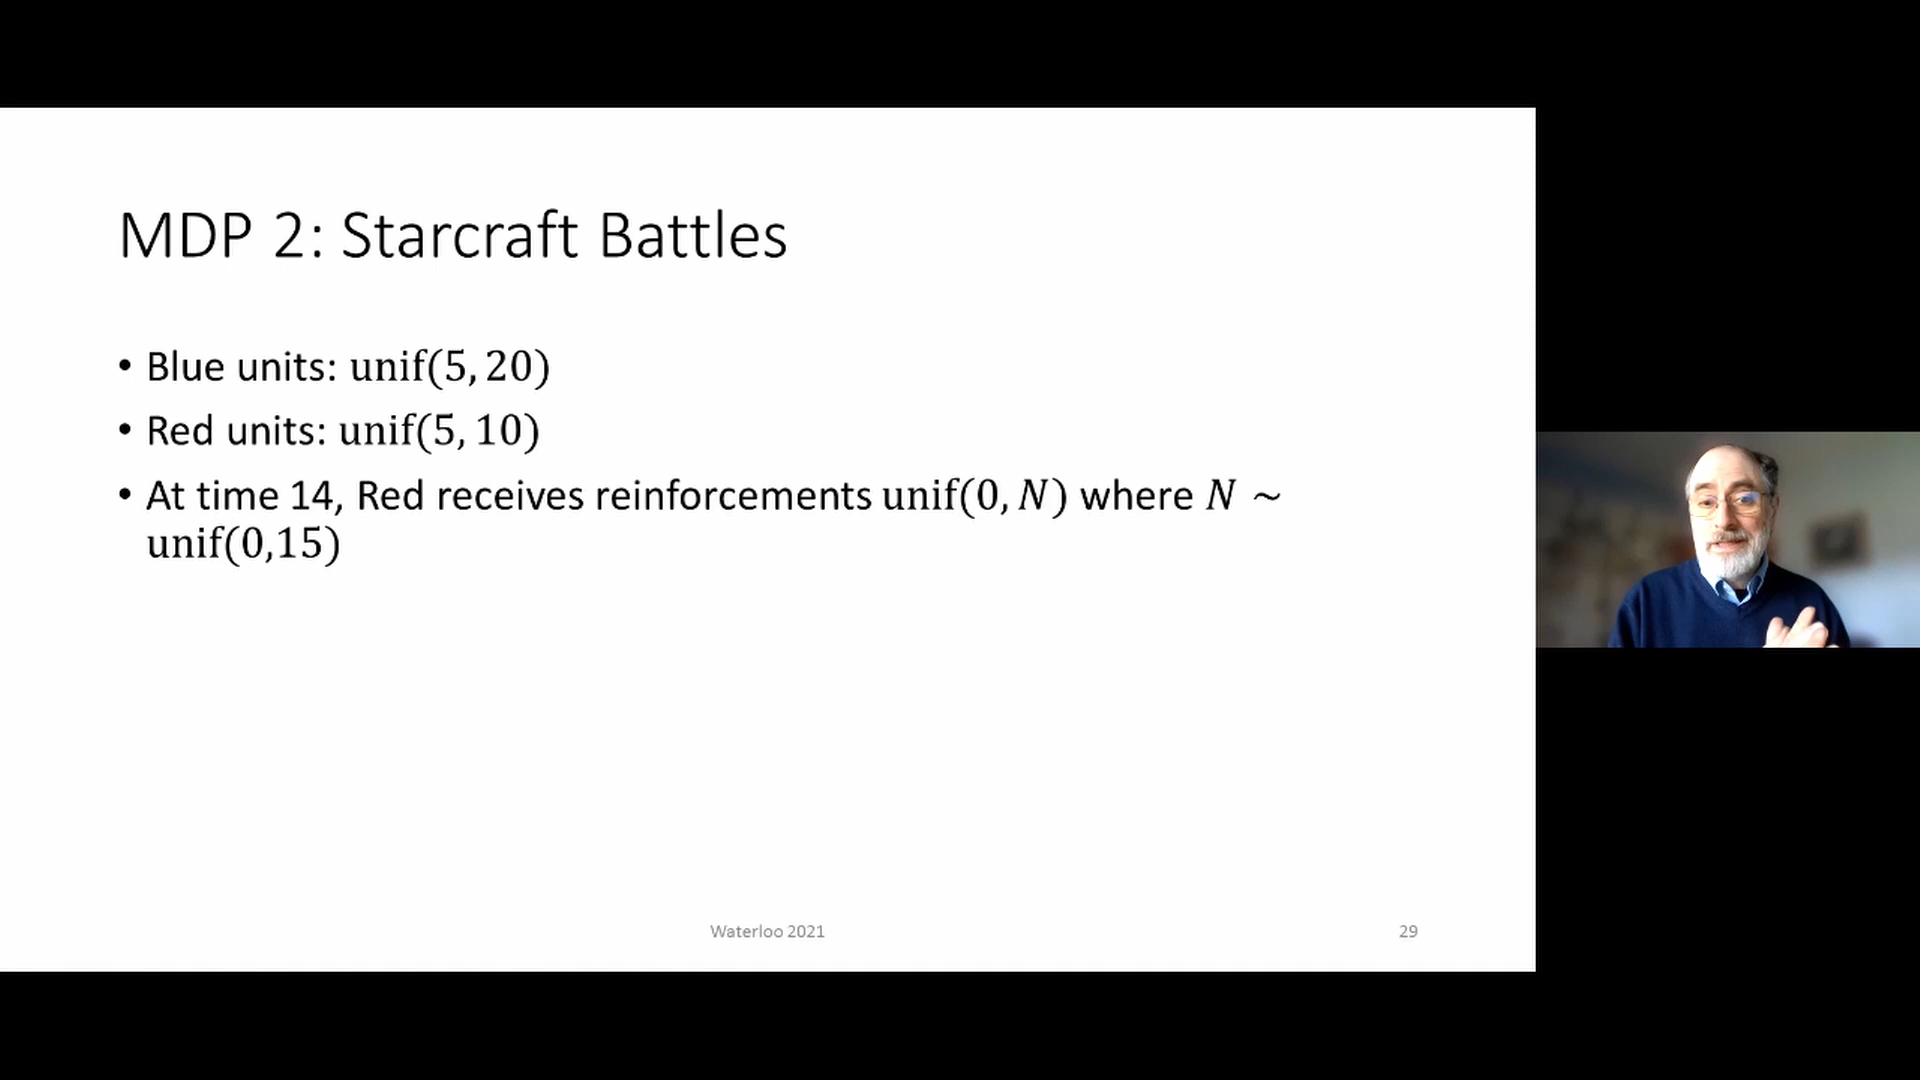 MDP 2: Starcraft Battles
• Blue units: unif(5, 20)
• Red units: unif(5, 10)
• At time 14, Red receives reinforcements unif(0, N) where N ~
unif(0,15)
Waterloo 2021
29